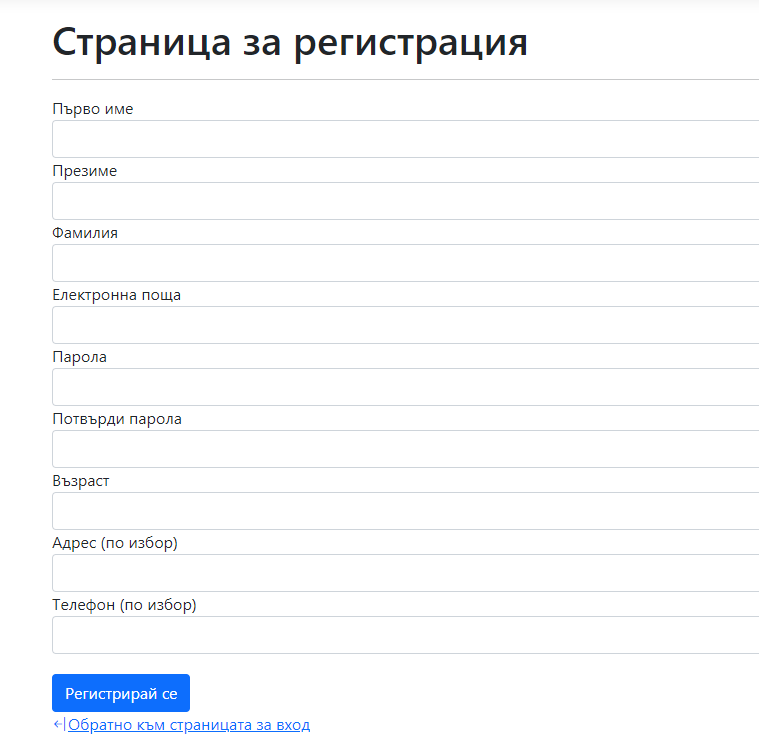 Страница за регистрация
Първо име
Презиме
Фамилия
Електронна поща
Парола
Потвърди парола
Възраст
Адрес (по избор)
Телефон (по избор)
Регистрирай се
Обратно към страницата за вход